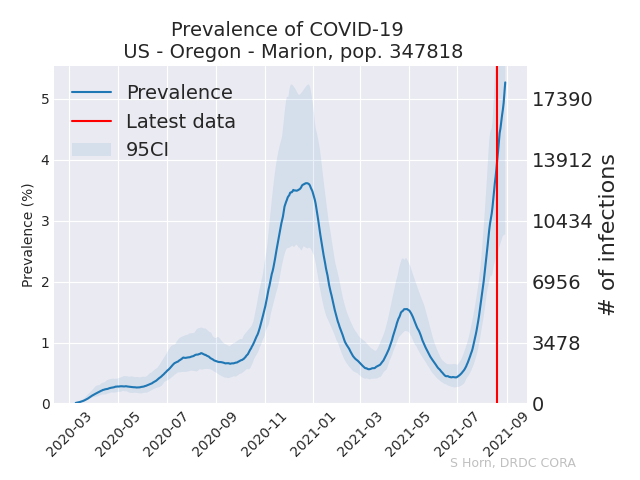 Prevalence of COVID-19
US - Oregon - Marion, pop. 347818
Prevalence
Latest data
95CI
Prevalence (%)
5
4
3
2
1
0
17390
13912
10434
6956
3478
0
# of infections
2020-03
2020-05
2020-07
2020-09
2020-11
2021-01
2021-03
2021-05
2021-07
2021-09
S Horn, DRDC CORA